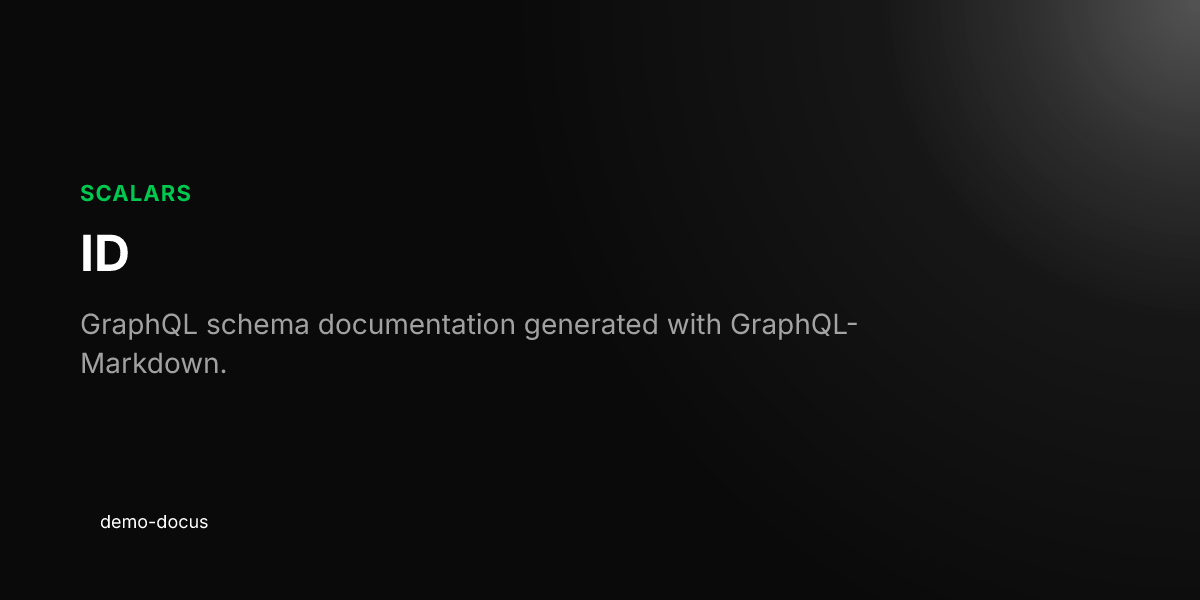 SCALARS
ID
GraphQL schema documentation generated with GraphQL-
Markdown.
demo-docus